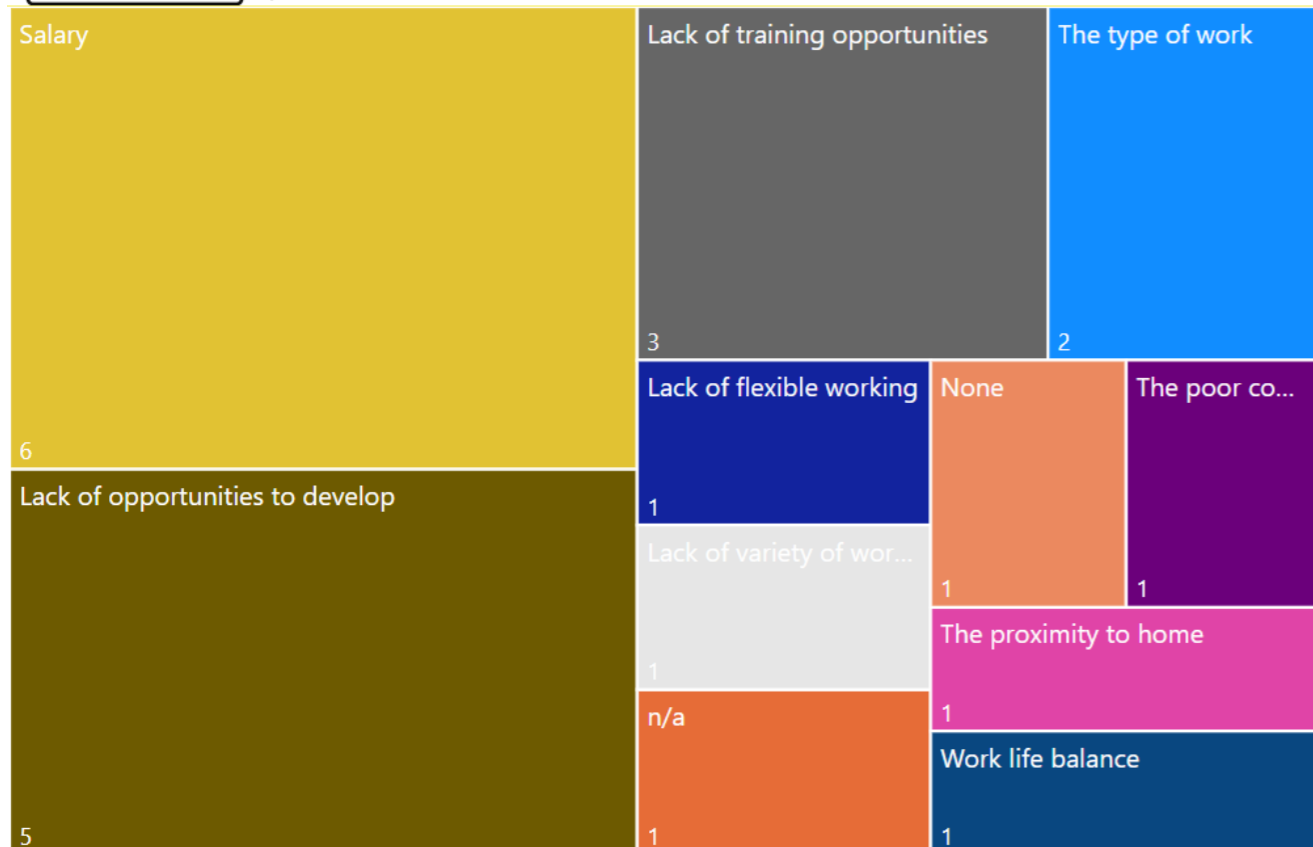 Salary
6
Lack of opportunities to develop
5
Lack of training opportunities
3
The type of work
2
Lack of flexible working
1
Lack of variety of wor...
1
n/a
1
None
1
The poor co...
1
The proximity to home
1
Work life balance
1